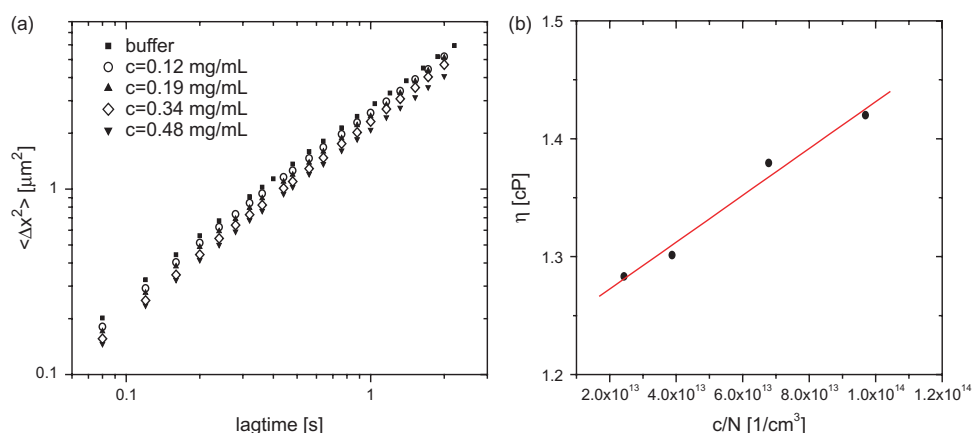 (a)
■ buffer
○ c=0.12 mg/mL
▲ c=0.19 mg/mL
◇ c=0.34 mg/mL
▼ c=0.48 mg/mL
<Δx²> [μm²]
1
0.1
0.1
1
lagtime [s]
(b)
η [cP]
1.5
1.4
1.3
1.2
2.0x10¹³
4.0x10¹³
6.0x10¹³
8.0x10¹³
1.0x10¹⁴
1.2x10¹⁴
c/N [1/cm³]